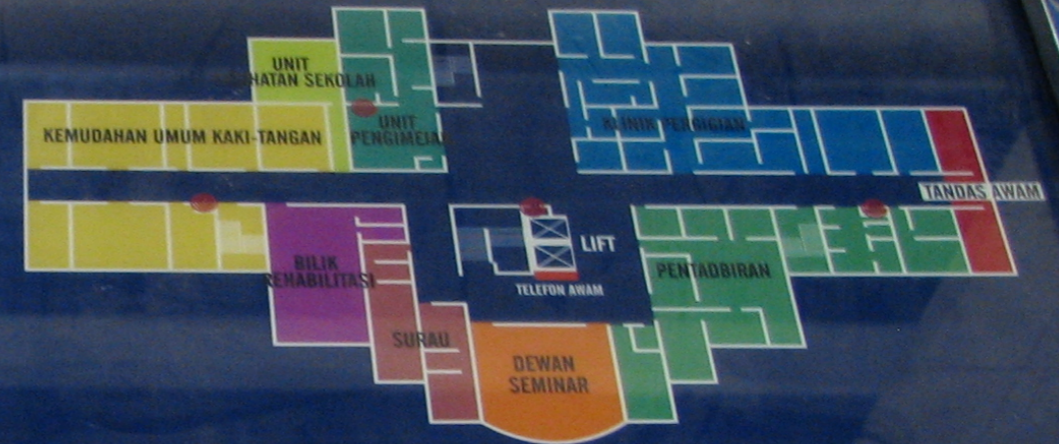 UNIT
HATAN SEKOLAH
UNIT
PENGIMEJAN
KLINIK PERGIGIAN
KEMUDAHAN UMUM KAKI-TANGAN
TANDAS AWAM
BILIK
REHABILITASI
LIFT
PENTADBIRAN
TELEFON AWAM
SURAU
DEWAN
SEMINAR